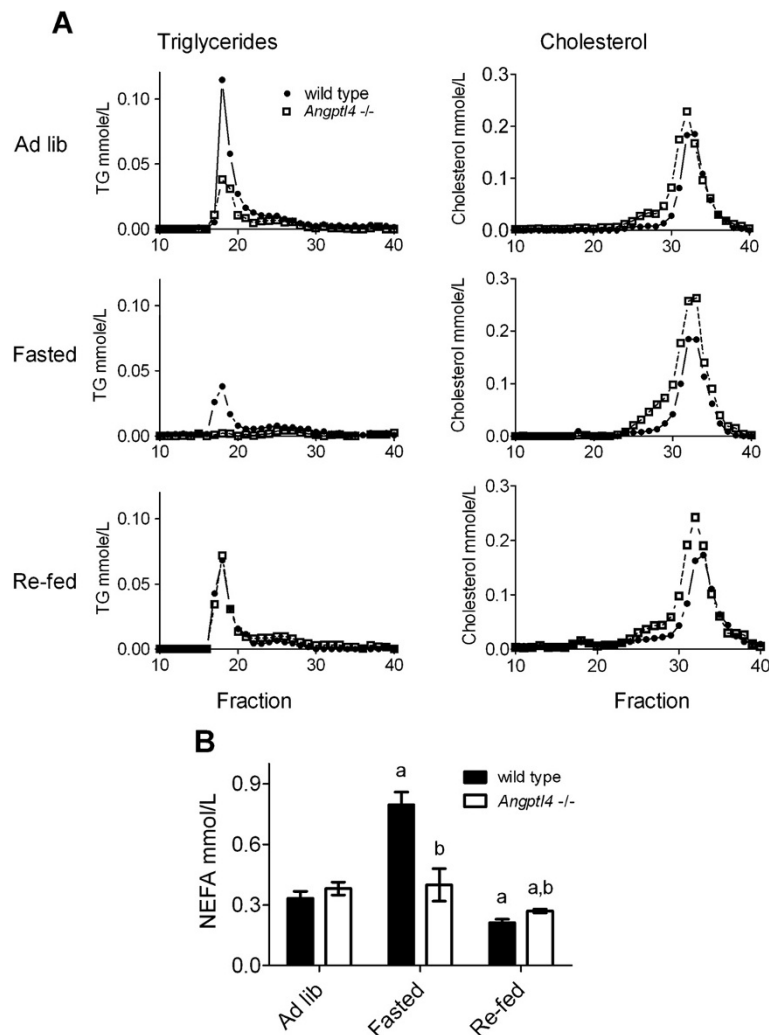 A
Triglycerides
Cholesterol
Ad lib
TG mmole/L
0.10
0.05
0.00
10 20 30 40
wild type
Angptl4 -/-
Cholesterol mmole/L
0.3
0.2
0.1
0.0
10 20 30 40
Fasted
TG mmole/L
0.10
0.05
0.00
10 20 30 40
Cholesterol mmole/L
0.3
0.2
0.1
0.0
10 20 30 40
Re-fed
TG mmole/L
0.10
0.05
0.00
10 20 30 40
Cholesterol mmole/L
0.3
0.2
0.1
0.0
10 20 30 40
Fraction
Fraction
B
NEFA mmol/L
0.9
0.6
0.3
0.0
a
b
a
a,b
wild type
Angptl4 -/-
Ad lib
Fasted
Re-fed